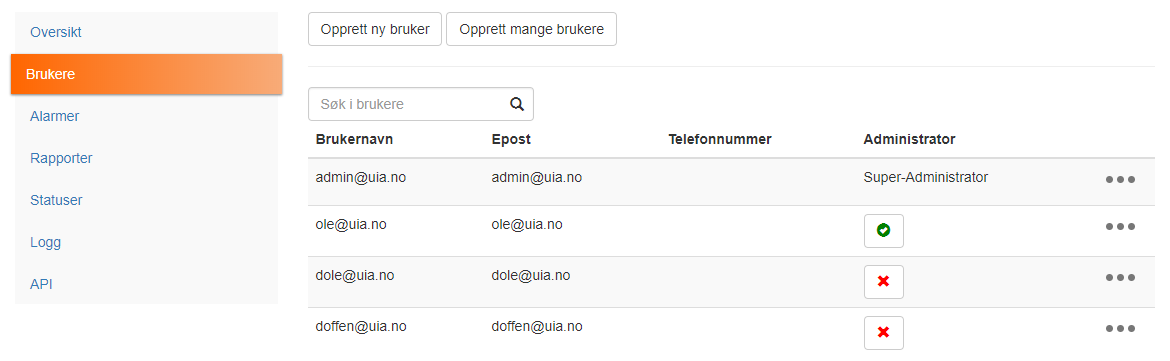 Oversikt
Brukere
Alarmer
Rapporter
Statuser
Logg
API
Opprett ny bruker Opprett mange brukere
Søk i brukere
Brukernavn Epost Telefonnummer Administrator
admin@uia.no admin@uia.no Super-Administrator
ole@uia.no ole@uia.no
dole@uia.no dole@uia.no
doffen@uia.no doffen@uia.no